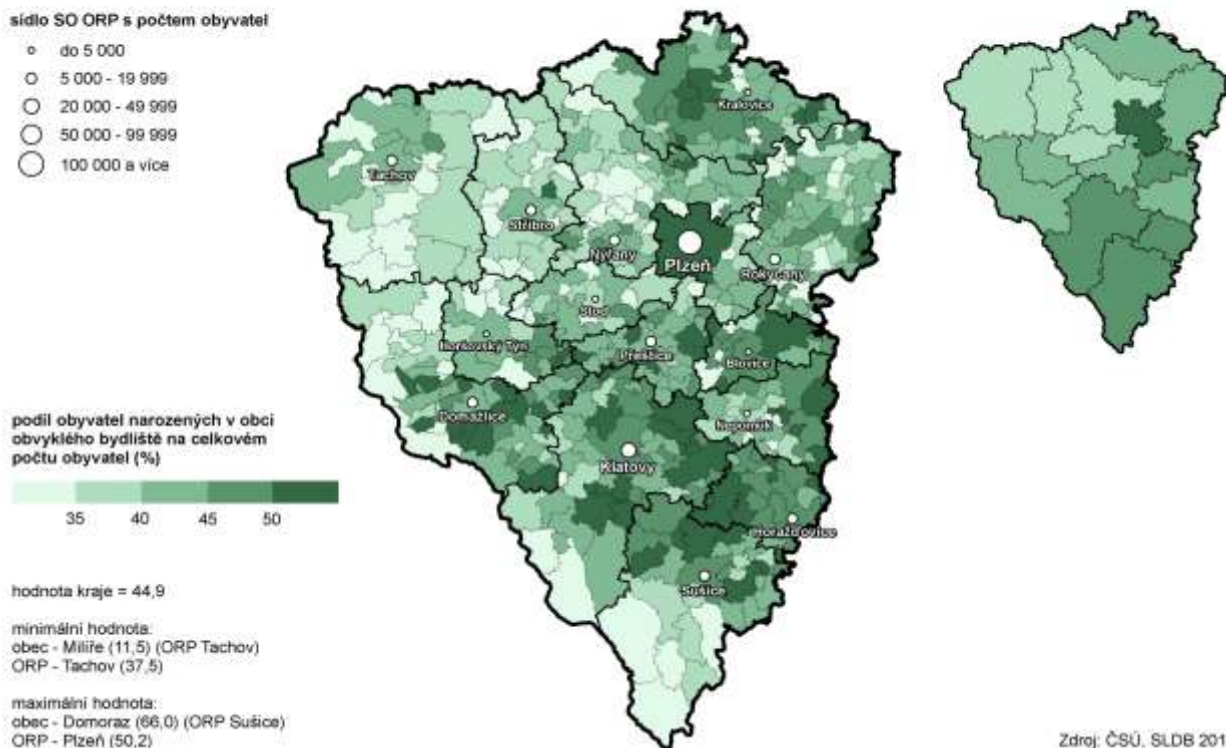 sídlo SO ORP s počtem obyvatel
do 5 000
5 000 - 19 999
20 000 - 49 999
50 000 - 99 999
100 000 a více
Kralovice
Tachov
Stříbro
Nýřany
Plzeň
Rokycany
Stod
Horšovský Týn
Přeštice
Blovice
Domažlice
Nepomuk
Klatovy
Horažďovice
Sušice
podíl obyvatel narozených v obci
obvyklého bydliště na celkovém
počtu obyvatel (%)
35 40 45 50
hodnota kraje = 44,9
minimální hodnota:
obec - Milíře (11,5) (ORP Tachov)
ORP - Tachov (37,5)
maximální hodnota:
obec - Domoraz (66,0) (ORP Sušice)
ORP - Plzeň (50,2)
Zdroj: ČSÚ, SLDB 201